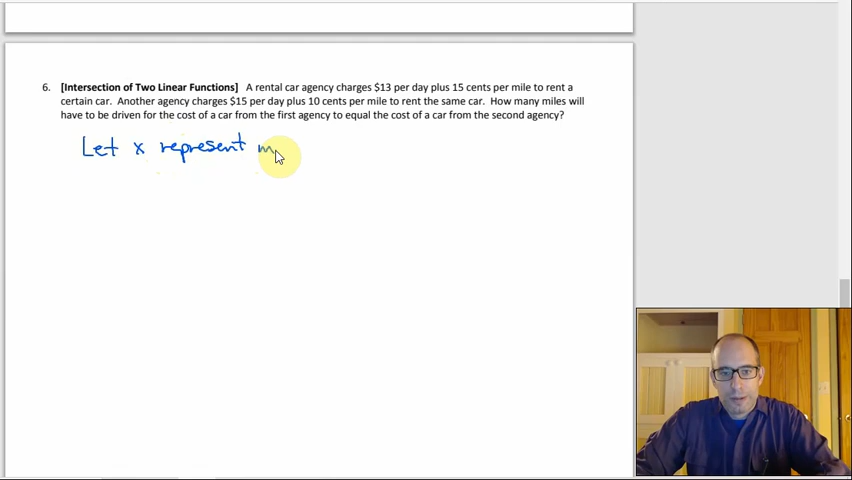 6. [Intersection of Two Linear Functions] A rental car agency charges $13 per day plus 15 cents per mile to rent a
certain car. Another agency charges $15 per day plus 10 cents per mile to rent the same car. How many miles will
have to be driven for the cost of a car from the first agency to equal the cost of a car from the second agency?
Let x represent m